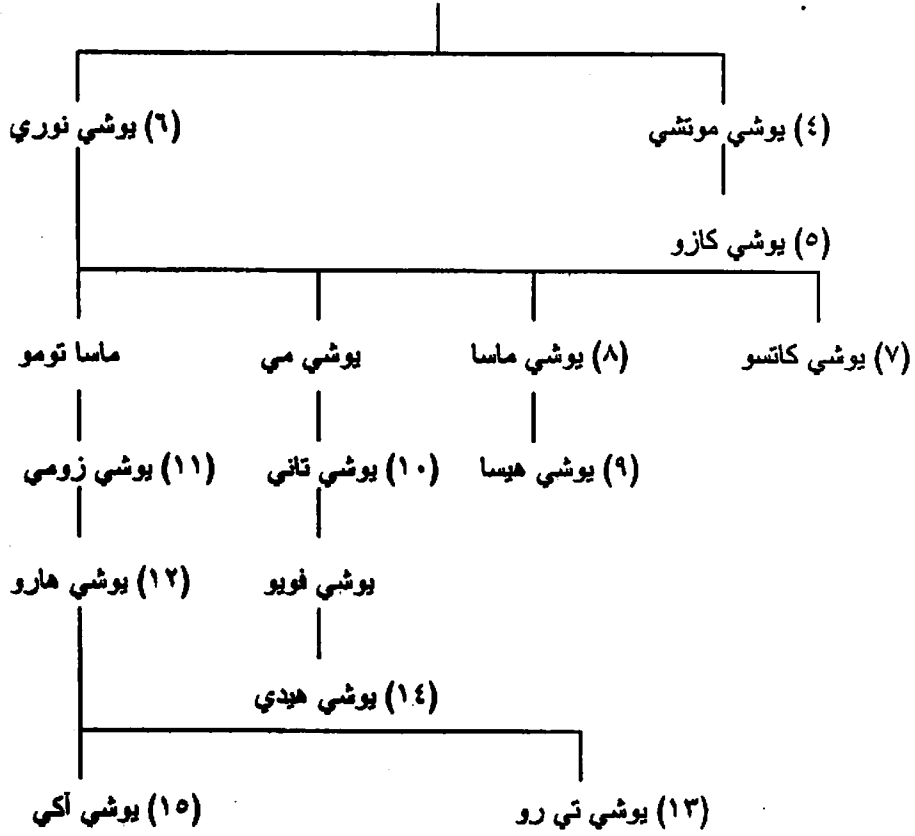 (٤) يوشي موتشي (٦) يوشي نوري
(٥) يوشي كازو
(٧) يوشي كاتسو (٨) يوشي ماسا يوشي مي ماسا تومو
(٩) يوشي هيسا (١٠) يوشي تاني (١١) يوشي زومي
يوشي فويو (١٢) يوشي هارو
(١٤) يوشي هيدي
(١٣) يوشي تي رو (١٥) يوشي آكي